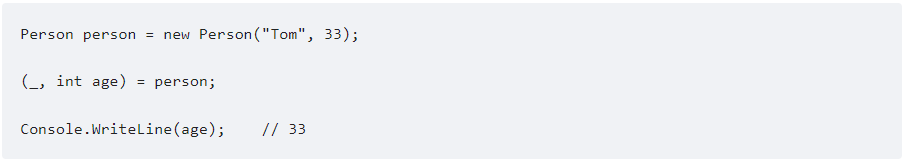 Person person = new Person("Tom", 33);
(_, int age) = person;
Console.WriteLine(age);    // 33